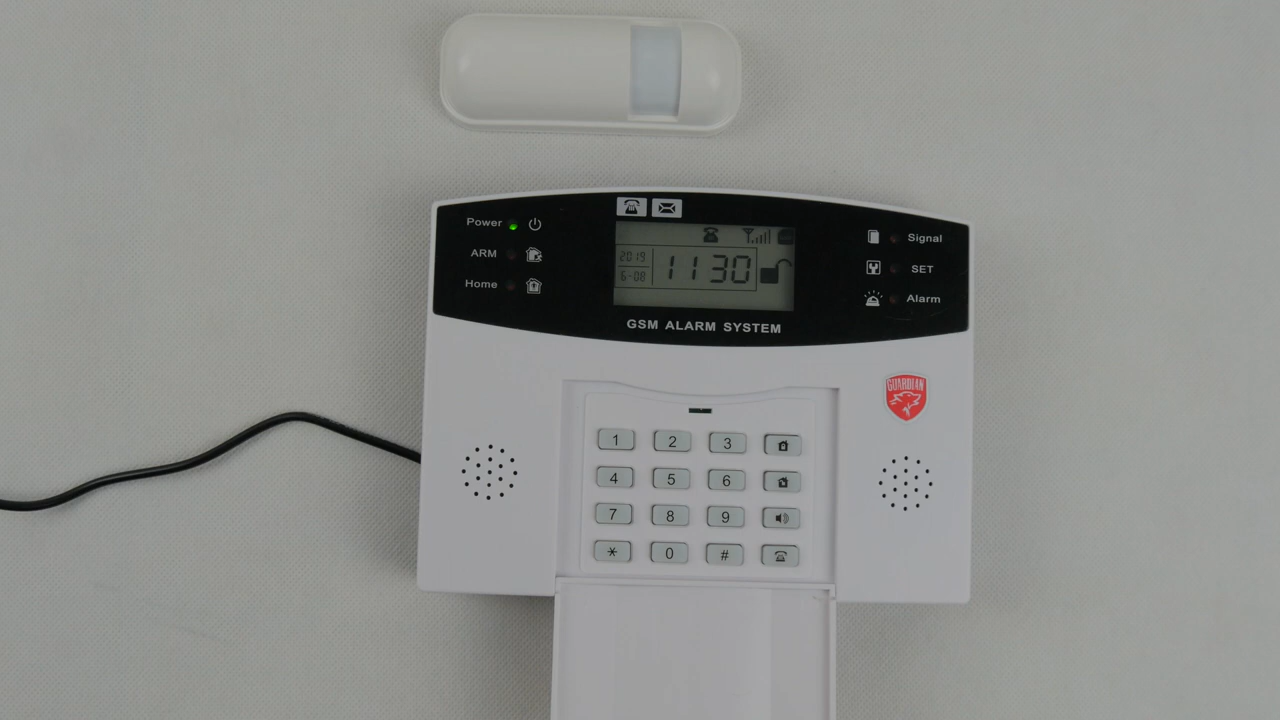 Power
ARM
Home
2019
6-08
1130
Signal
SET
Alarm
GSM ALARM SYSTEM
GUARDIAN
1 2 3
4 5 6
7 8 9
* 0 #